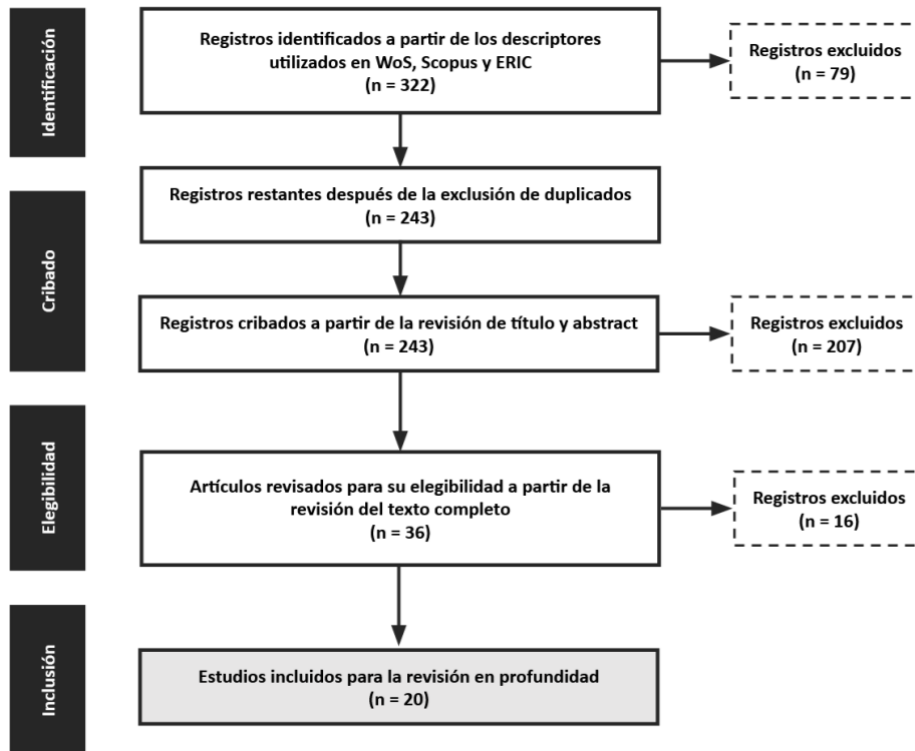 Identificación
Registros identificados a partir de los descriptores
utilizados en WoS, Scopus y ERIC
(n = 322)
Registros excluidos
(n = 79)
Cribado
Registros restantes después de la exclusión de duplicados
(n = 243)
Registros cribados a partir de la revisión de título y abstract
(n = 243)
Registros excluidos
(n = 207)
Elegibilidad
Artículos revisados para su elegibilidad a partir de la
revisión del texto completo
(n = 36)
Registros excluidos
(n = 16)
Inclusión
Estudios incluidos para la revisión en profundidad
(n = 20)